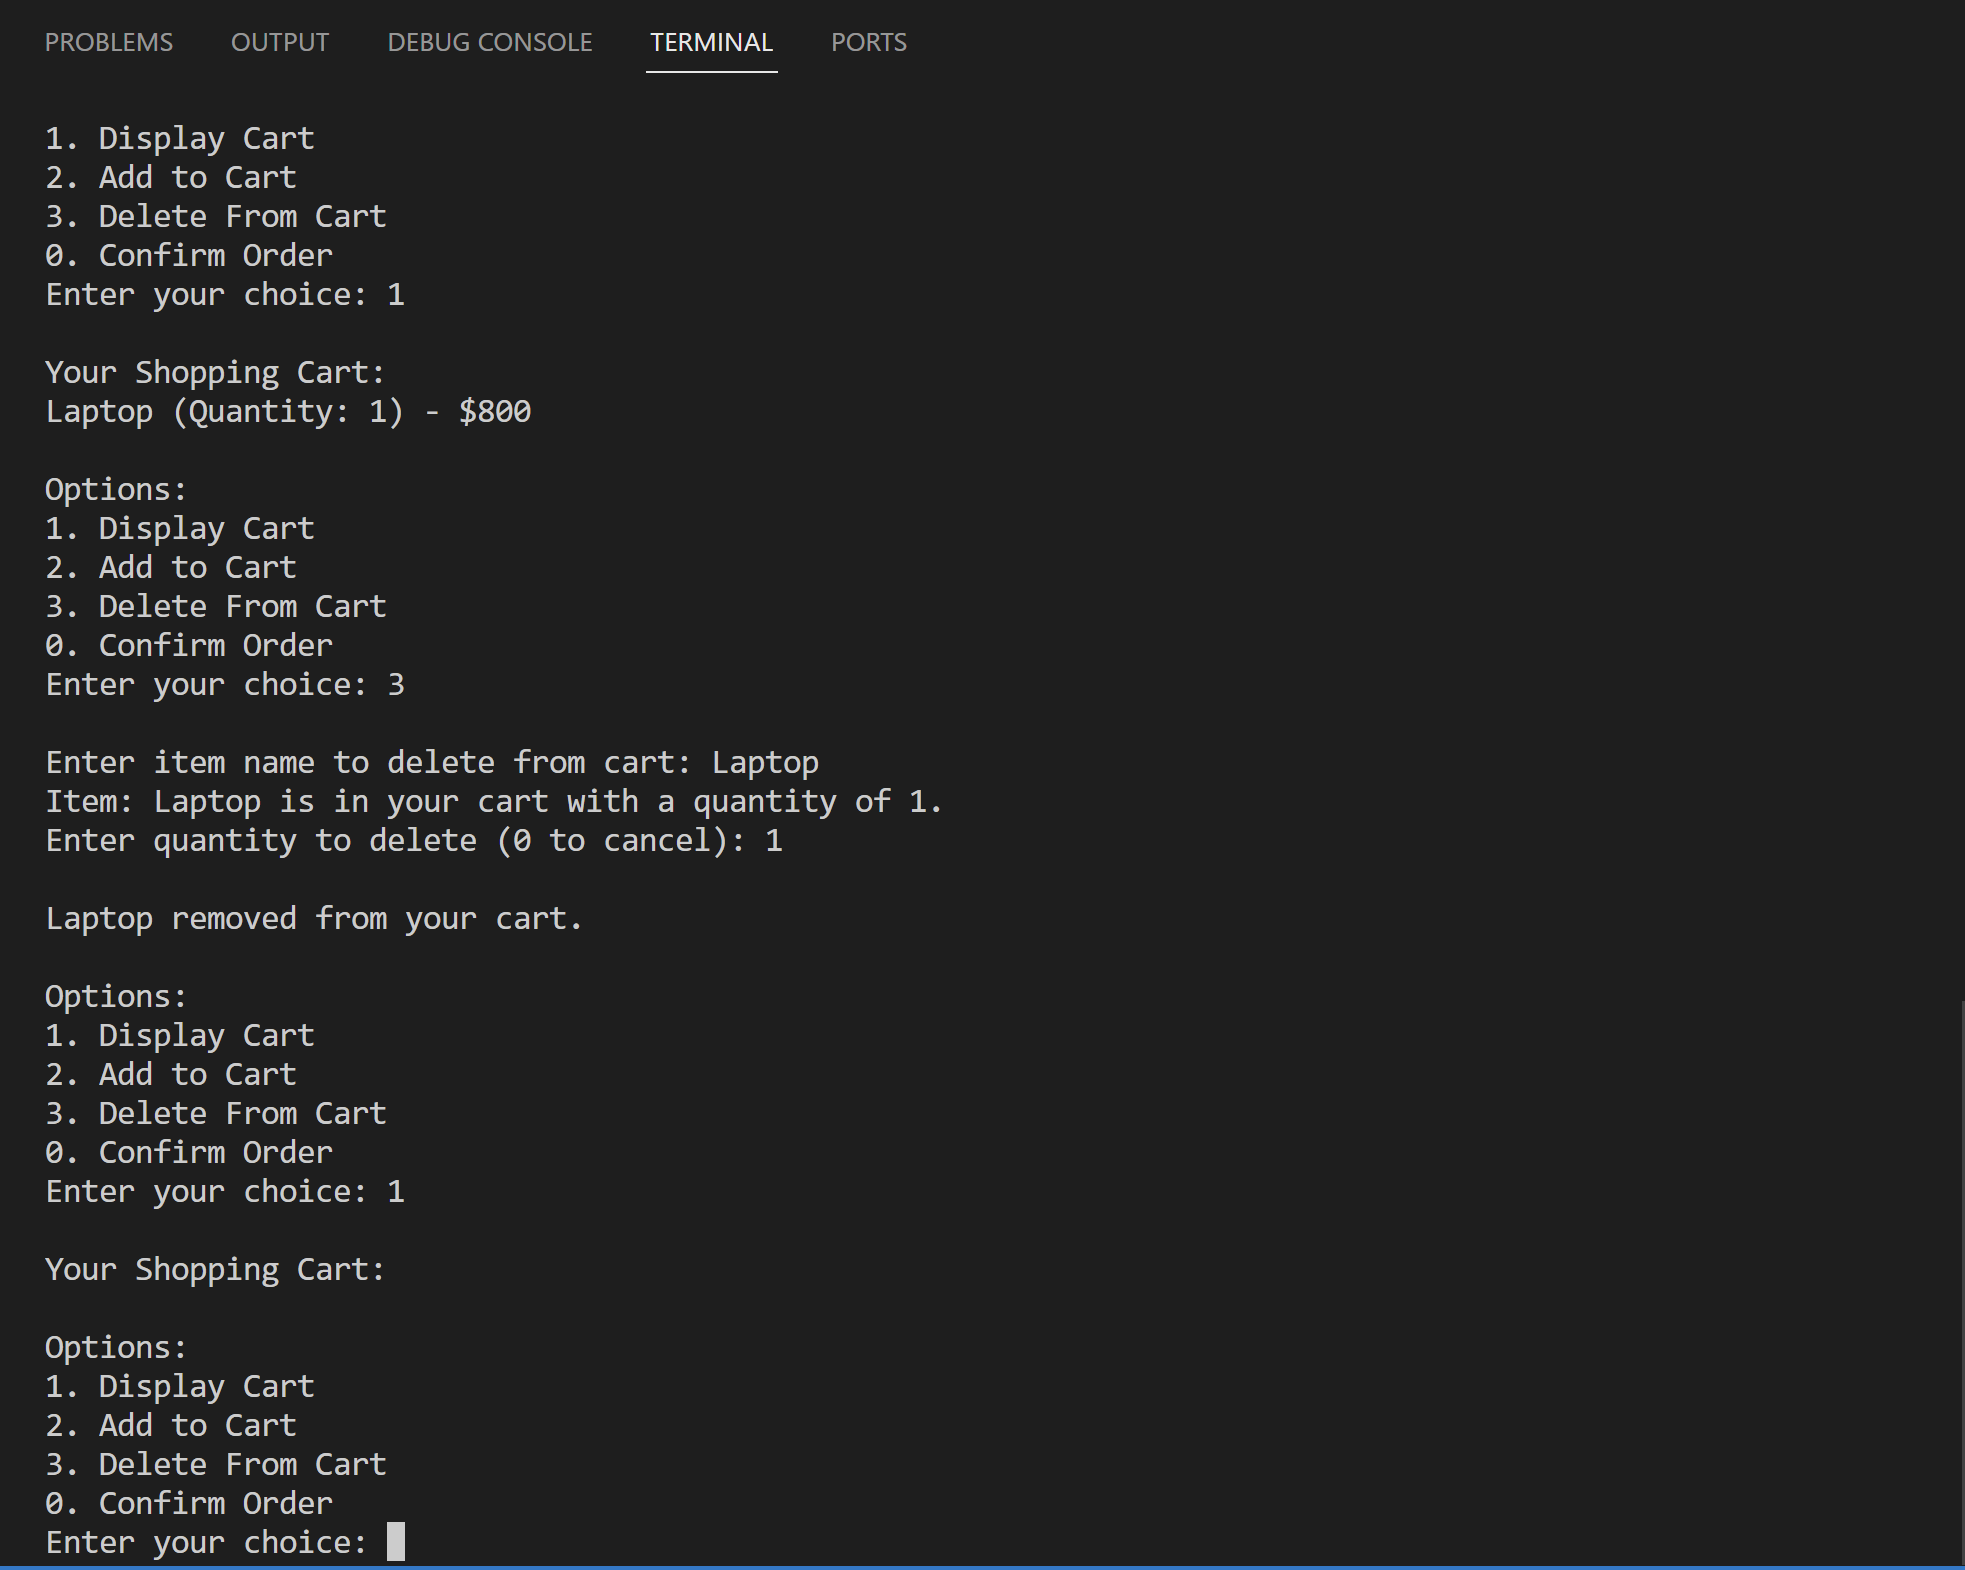 PROBLEMS OUTPUT DEBUG CONSOLE TERMINAL PORTS
1. Display Cart
2. Add to Cart
3. Delete From Cart
0. Confirm Order
Enter your choice: 1
Your Shopping Cart:
Laptop (Quantity: 1) - $800
Options:
1. Display Cart
2. Add to Cart
3. Delete From Cart
0. Confirm Order
Enter your choice: 3
Enter item name to delete from cart: Laptop
Item: Laptop is in your cart with a quantity of 1.
Enter quantity to delete (0 to cancel): 1
Laptop removed from your cart.
Options:
1. Display Cart
2. Add to Cart
3. Delete From Cart
0. Confirm Order
Enter your choice: 1
Your Shopping Cart:
Options:
1. Display Cart
2. Add to Cart
3. Delete From Cart
0. Confirm Order
Enter your choice: